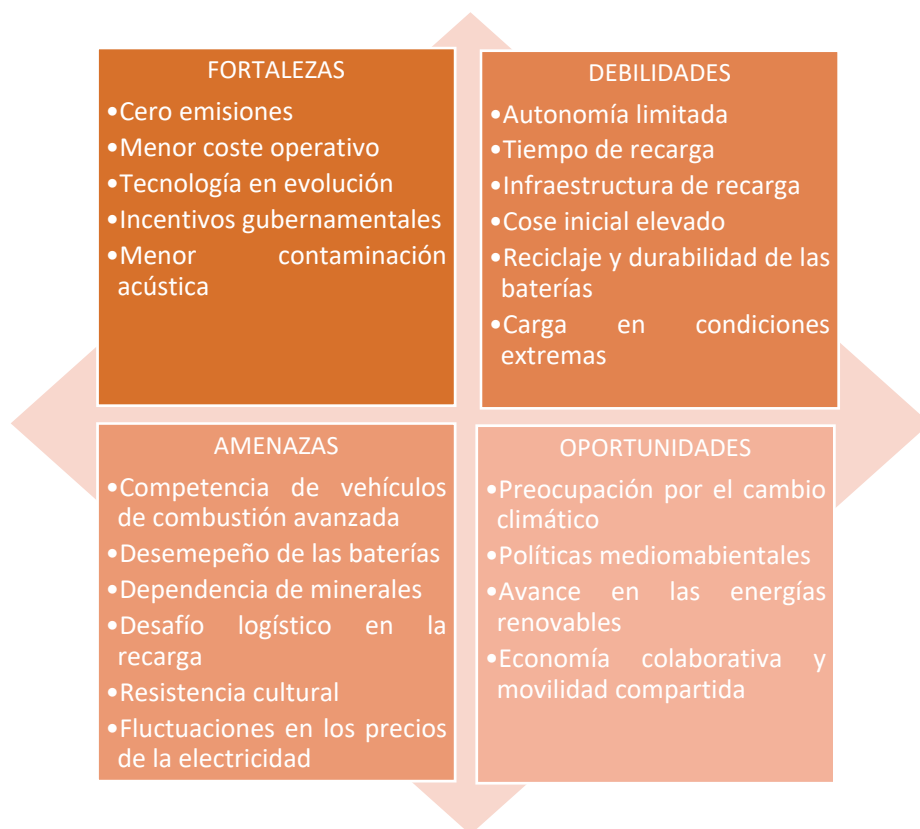 FORTALEZAS
•Cero emisiones
•Menor coste operativo
•Tecnología en evolución
•Incentivos gubernamentales
•Menor contaminación
acústica
DEBILIDADES
•Autonomía limitada
•Tiempo de recarga
•Infraestructura de recarga
•Cose inicial elevado
•Reciclaje y durabilidad de las
baterías
•Carga en condiciones
extremas
AMENAZAS
•Competencia de vehículos
de combustión avanzada
•Desemepeño de las baterías
•Dependencia de minerales
•Desafío logístico en la
recarga
•Resistencia cultural
•Fluctuaciones en los precios
de la electricidad
OPORTUNIDADES
•Preocupación por el cambio
climático
•Políticas mediomabientales
•Avance en las energías
renovables
•Economía colaborativa y
movilidad compartida